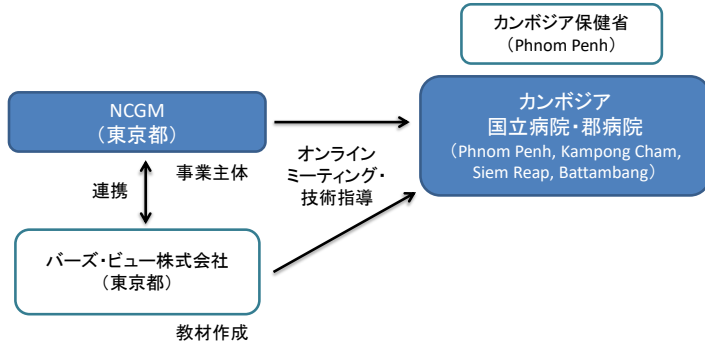 カンボジア保健省
（Phnom Penh）
NCGM
（東京都）
カンボジア
国立病院・郡病院
（Phnom Penh, Kampong Cham,
Siem Reap, Battambang）
オンライン
ミーティング・
技術指導
事業主体
連携
バーズ・ビュー株式会社
（東京都）
教材作成